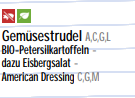 Gemüsestrudel A,C,G,L
BIO-Petersilkartoffeln -
dazu Eisbergsalat -
American Dressing C,G,M